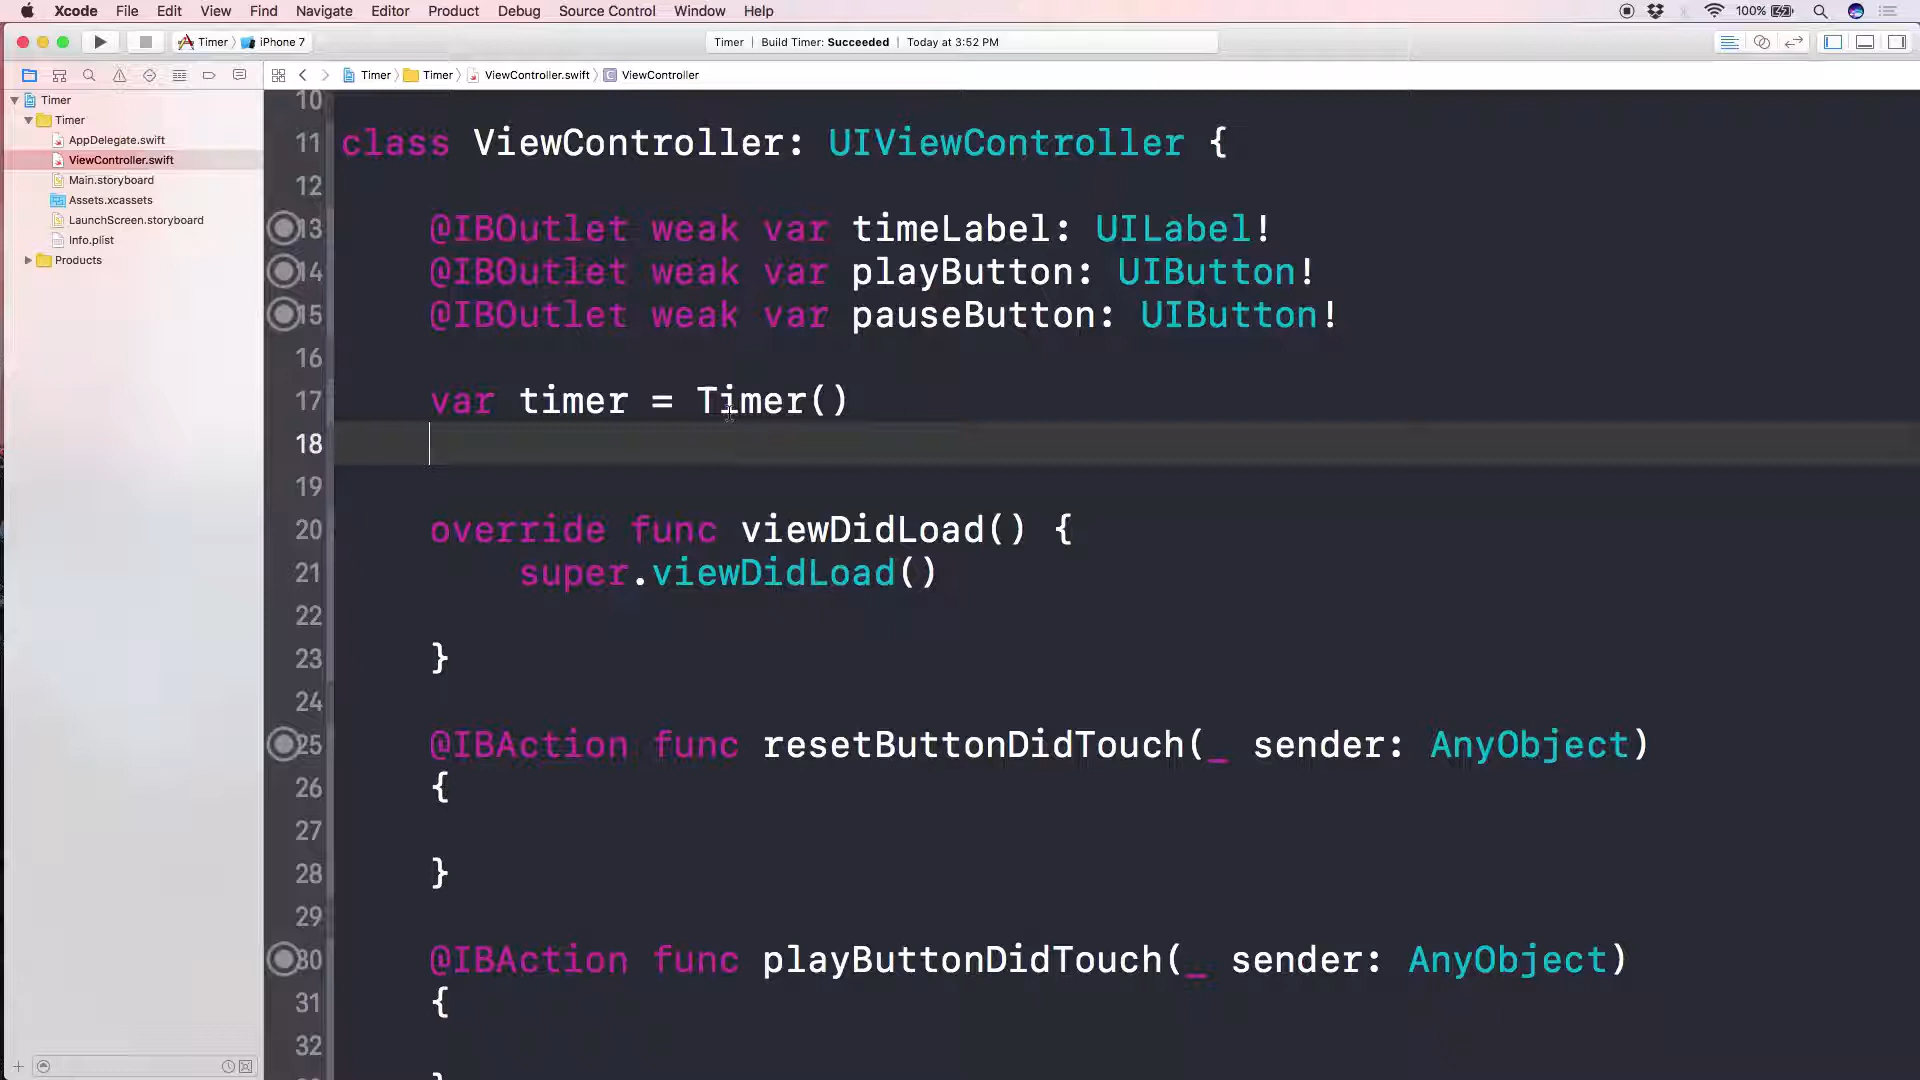 Xcode File Edit View Find Navigate Editor Product Debug Source Control Window Help 100%
Timer iPhone 7 Timer Build Timer: Succeeded Today at 3:52 PM
Timer Timer ViewController.swift C ViewController
Timer
Timer
AppDelegate.swift
ViewController.swift
Main.storyboard
Assets.xcassets
LaunchScreen.storyboard
Info.plist
Products
10
11 class ViewController: UIViewController {
12
13 @IBOutlet weak var timeLabel: UILabel!
14 @IBOutlet weak var playButton: UIButton!
15 @IBOutlet weak var pauseButton: UIButton!
16
17 var timer = Timer()
18
19
20 override func viewDidLoad() {
21 super.viewDidLoad()
22
23 }
24
25 @IBAction func resetButtonDidTouch(_ sender: AnyObject)
26 {
27
28 }
29
30 @IBAction func playButtonDidTouch(_ sender: AnyObject)
31 {
32